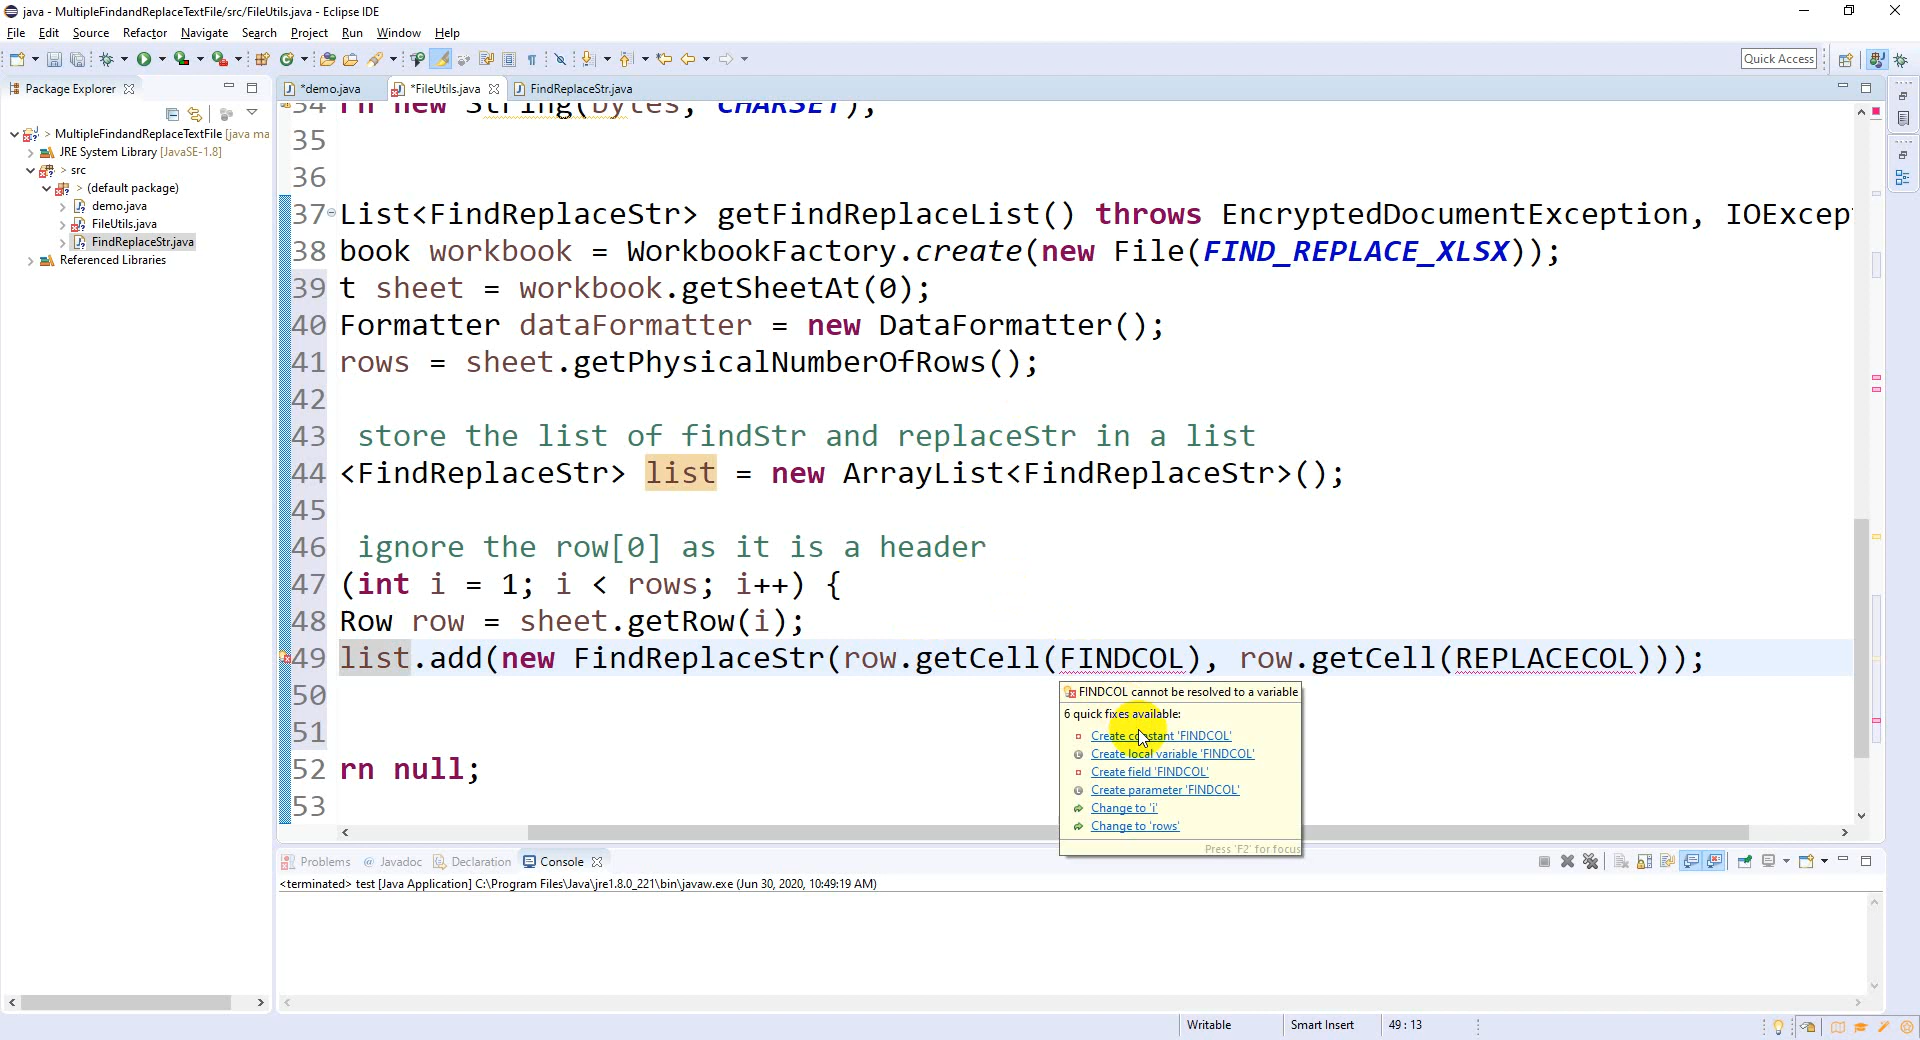 java - MultipleFindandReplaceTextFile/src/FileUtils.java - Eclipse IDE
File Edit Source Refactor Navigate Search Project Run Window Help
Quick Access
Package Explorer
*demo.java *FileUtils.java FindReplaceStr.java
> MultipleFindandReplaceTextFile [java ma
JRE System Library [JavaSE-1.8]
> src
> (default package)
demo.java
FileUtils.java
FindReplaceStr.java
Referenced Libraries
34 rn new String(bytes, CHARSET);
35
36
37 List<FindReplaceStr> getFindReplaceList() throws EncryptedDocumentException, IOExcep
38 book workbook = WorkbookFactory.create(new File(FIND_REPLACE_XLSX));
39 t sheet = workbook.getSheetAt(0);
40 Formatter dataFormatter = new DataFormatter();
41 rows = sheet.getPhysicalNumberOfRows();
42
43 store the list of findStr and replaceStr in a list
44 <FindReplaceStr> list = new ArrayList<FindReplaceStr>();
45
46 ignore the row[0] as it is a header
47 (int i = 1; i < rows; i++) {
48 Row row = sheet.getRow(i);
49 list.add(new FindReplaceStr(row.getCell(FINDCOL), row.getCell(REPLACECOL)));
50
51
52 rn null;
53
FINDCOL cannot be resolved to a variable
6 quick fixes available:
Create constant 'FINDCOL'
Create local variable 'FINDCOL'
Create field 'FINDCOL'
Create parameter 'FINDCOL'
Change to 'i'
Change to 'rows'
Press 'F2' for focus
Problems @ Javadoc Declaration Console
<terminated> test [Java Application] C:\Program Files\Java\jre1.8.0_221\bin\javaw.exe (Jun 30, 2020, 10:49:19 AM)
Writable Smart Insert 49 : 13